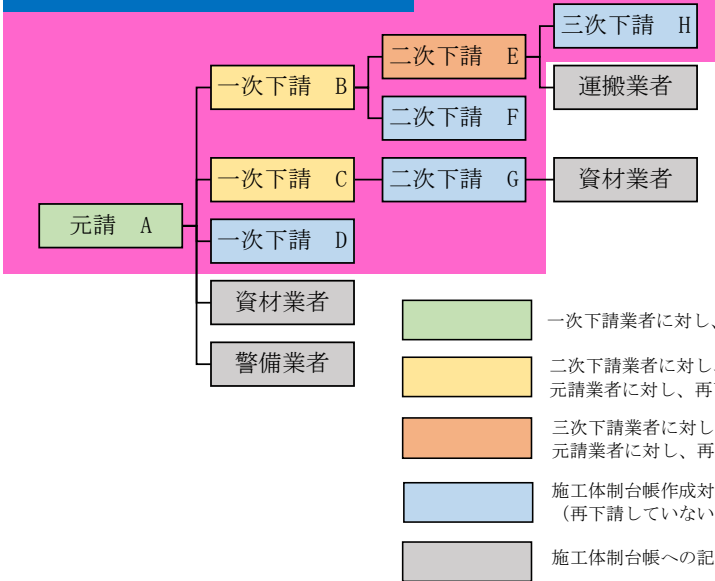 三次下請 H
二次下請 E
一次下請 B
運搬業者
二次下請 F
一次下請 C
二次下請 G
資材業者
元請 A
一次下請 D
資材業者
警備業者
一次下請業者に対し、
二次下請業者に対し
元請業者に対し、再
三次下請業者に対し
元請業者に対し、再
施工体制台帳作成対
（再下請していない
施工体制台帳への記